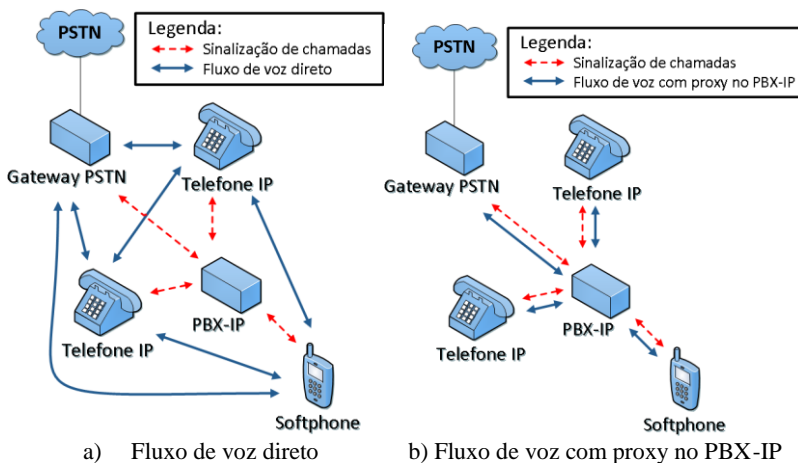 PSTN
Legenda:
Sinalização de chamadas
Fluxo de voz direto
Gateway PSTN
Telefone IP
Telefone IP
PBX-IP
Softphone
a) Fluxo de voz direto
PSTN
Legenda:
Sinalização de chamadas
Fluxo de voz com proxy no PBX-IP
Gateway PSTN
Telefone IP
Telefone IP
PBX-IP
Softphone
b) Fluxo de voz com proxy no PBX-IP